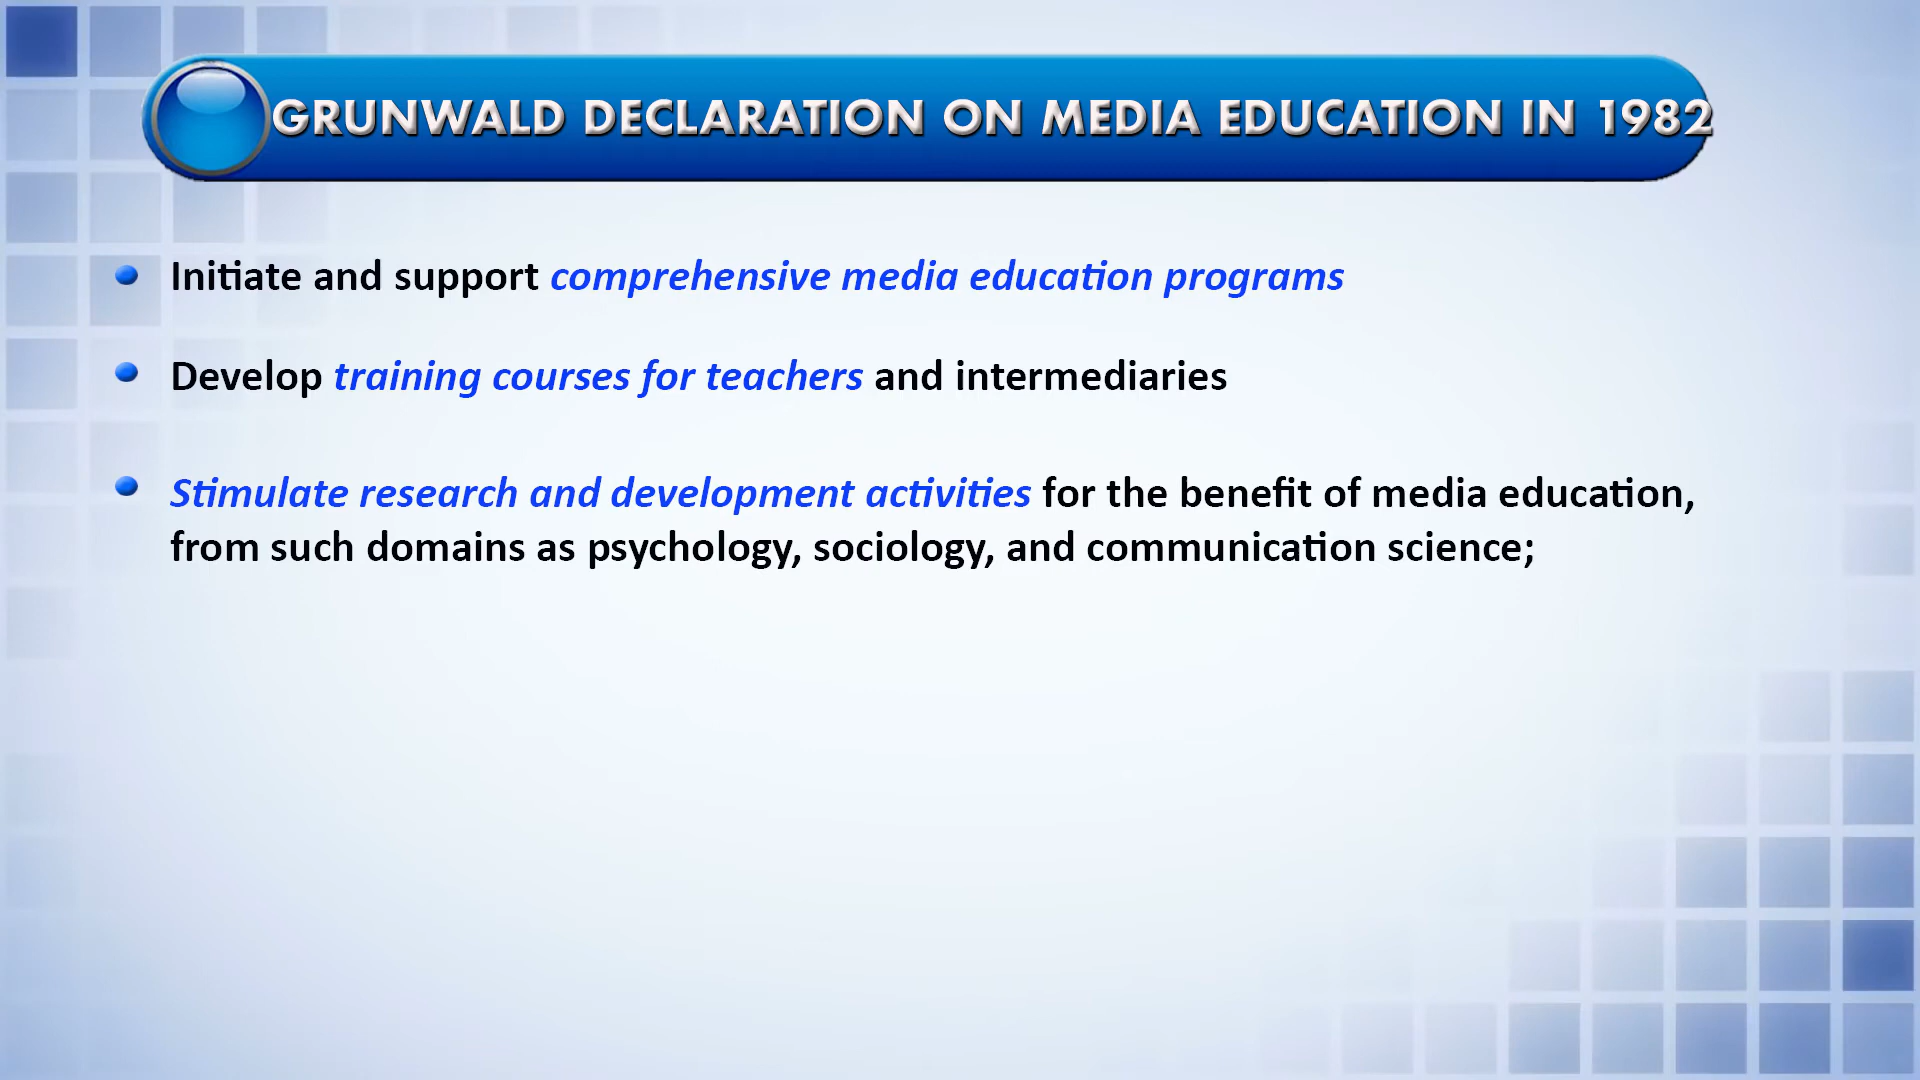 GRUNWALD DECLARATION ON MEDIA EDUCATION IN 1982
Initiate and support comprehensive media education programs
Develop training courses for teachers and intermediaries
Stimulate research and development activities for the benefit of media education,
from such domains as psychology, sociology, and communication science;